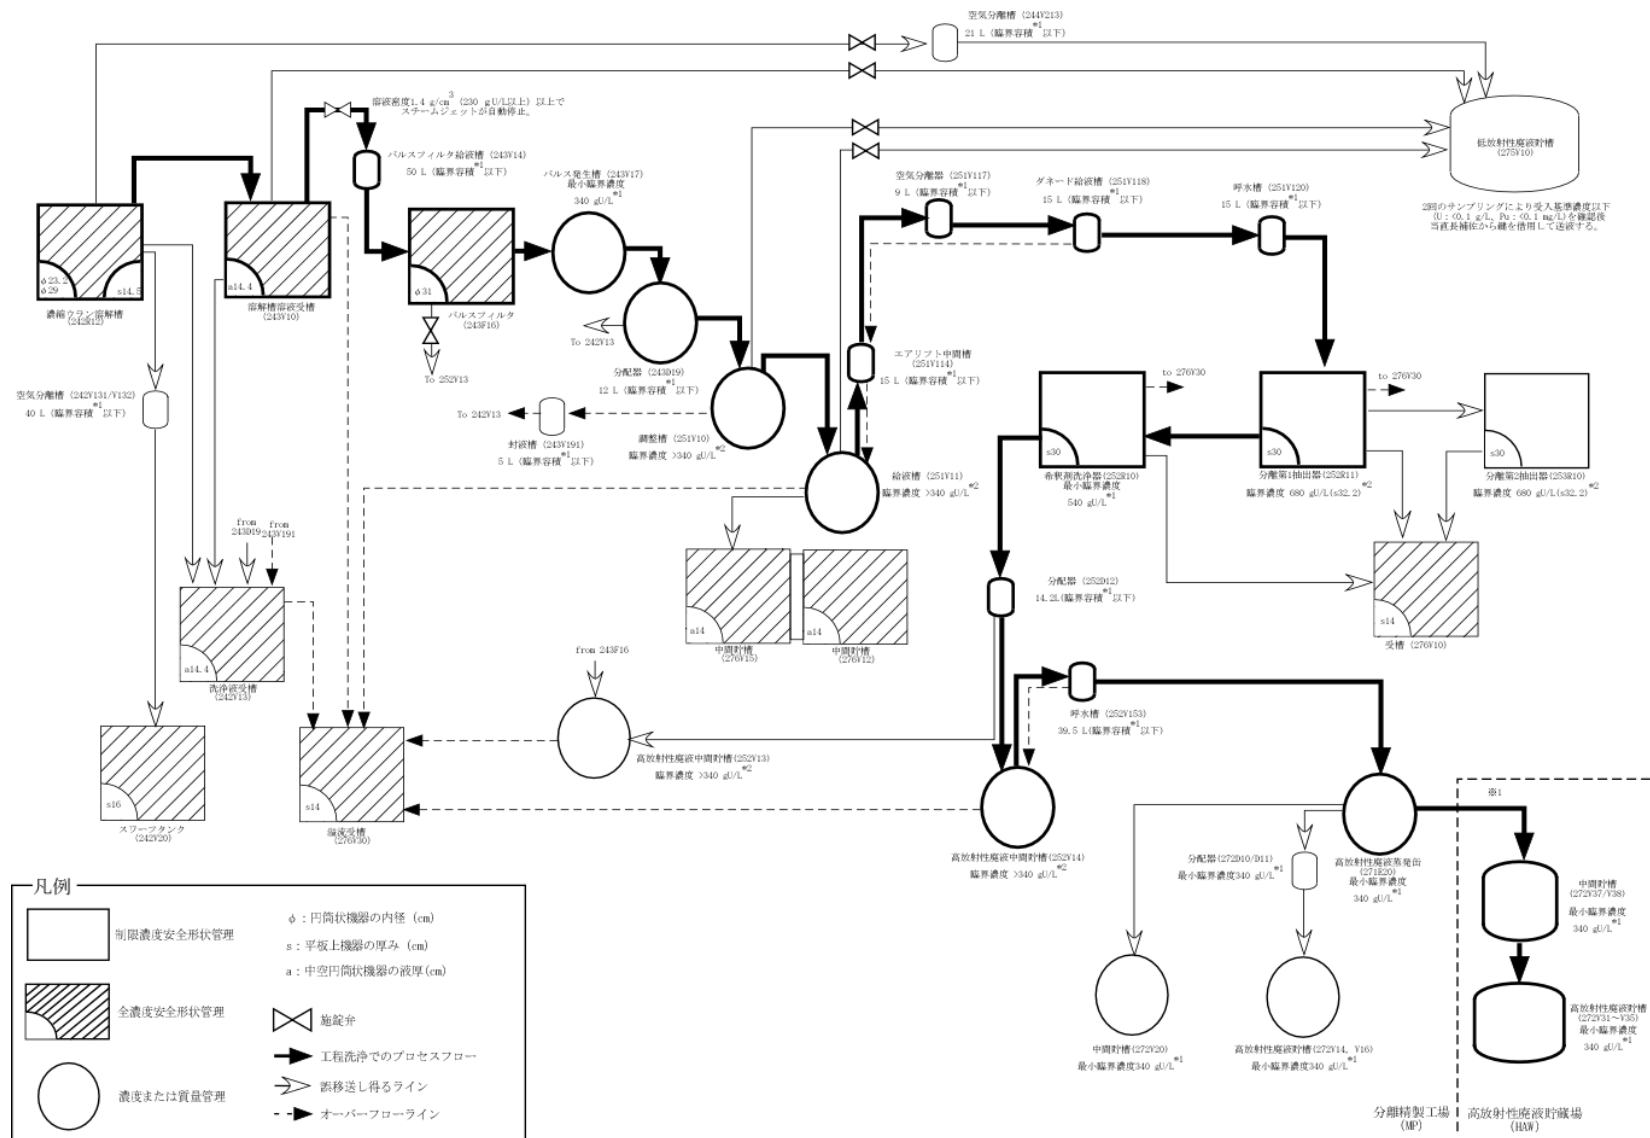 空気分離槽 (244V213)
21 L (臨界容積*1以下)
溶液密度1.4 g/cm3 (230 gU/L以上) 以上で
スチームジェットが自動停止。
低放射性廃液貯槽
(275V10)
2回のサンプリングにより受入基準濃度以下
(U : <0.1 g/L、Pu : <0.1 mg/L)を確認後
当直長補佐から鍵を借用して送液する。
パルスフィルタ給液槽 (243V14)
50 L (臨界容積*1以下)
パルス発生槽 (243V17)
最小臨界濃度
340 gU/L*1
空気分離器 (251V117)
9 L (臨界容積*1以下)
ダネード給液槽 (251V118)
15 L (臨界容積*1以下)
呼水槽 (251V120)
15 L (臨界容積*1以下)
φ23.2
φ29
s14.5
濃縮ウラン溶解槽
(242R12)
a14.4
溶解槽溶液受槽
(243V10)
φ31
パルスフィルタ
(243F16)
To 252V13
To 242V13
分配器 (243D19)
12 L (臨界容積*1以下)
エアリフト中間槽
(251V114)
15 L (臨界容積*1以下)
空気分離槽 (242V131/V132)
40 L (臨界容積*1以下)
To 242V13
封液槽 (243V191)
5 L (臨界容積*1以下)
調整槽 (251V10)
臨界濃度 >340 gU/L*2
給液槽 (251V11)
臨界濃度 >340 gU/L*2
to 276V30
s30
希釈剤洗浄器(252R10)
最小臨界濃度
540 gU/L*1
to 276V30
s30
分離第1抽出器(252R11)
臨界濃度 680 gU/L(s32.2)*2
s30
分離第2抽出器(253R10)
臨界濃度 680 gU/L(s32.2)*2
from
243D19
from
243V191
a14.4
洗浄液受槽
(242V13)
a14
中間貯槽
(276V15)
a14
中間貯槽
(276V12)
分配器 (252D12)
14.2L(臨界容積*1以下)
s14
受槽 (276V10)
from 243F16
高放射性廃液中間貯槽(252V13)
臨界濃度 >340 gU/L*2
呼水槽 (252V153)
39.5 L(臨界容積*1以下)
s16
スワープタンク
(242V20)
s14
溢流受槽
(276V30)
高放射性廃液中間貯槽(252V14)
臨界濃度 >340 gU/L*2
分配器(272D10/D11)
最小臨界濃度340 gU/L*1
高放射性廃液蒸発缶
(271E20)
最小臨界濃度
340 gU/L*1
※1
中間貯槽
(272V37/V38)
最小臨界濃度
340 gU/L*1
高放射性廃液貯槽
(272V31～V35)
最小臨界濃度
340 gU/L*1
中間貯槽(272V20)
最小臨界濃度340 gU/L*1
高放射性廃液貯槽(272V14, V16)
最小臨界濃度340 gU/L*1
分離精製工場
(MP)
高放射性廃液貯蔵場
(HAW)
凡例
制限濃度安全形状管理
全濃度安全形状管理
濃度または質量管理
φ : 円筒状機器の内径 (cm)
s : 平板上機器の厚み (cm)
a : 中空円筒状機器の液厚(cm)
施錠弁
工程洗浄でのプロセスフロー
誤移送し得るライン
オーバーフローライン